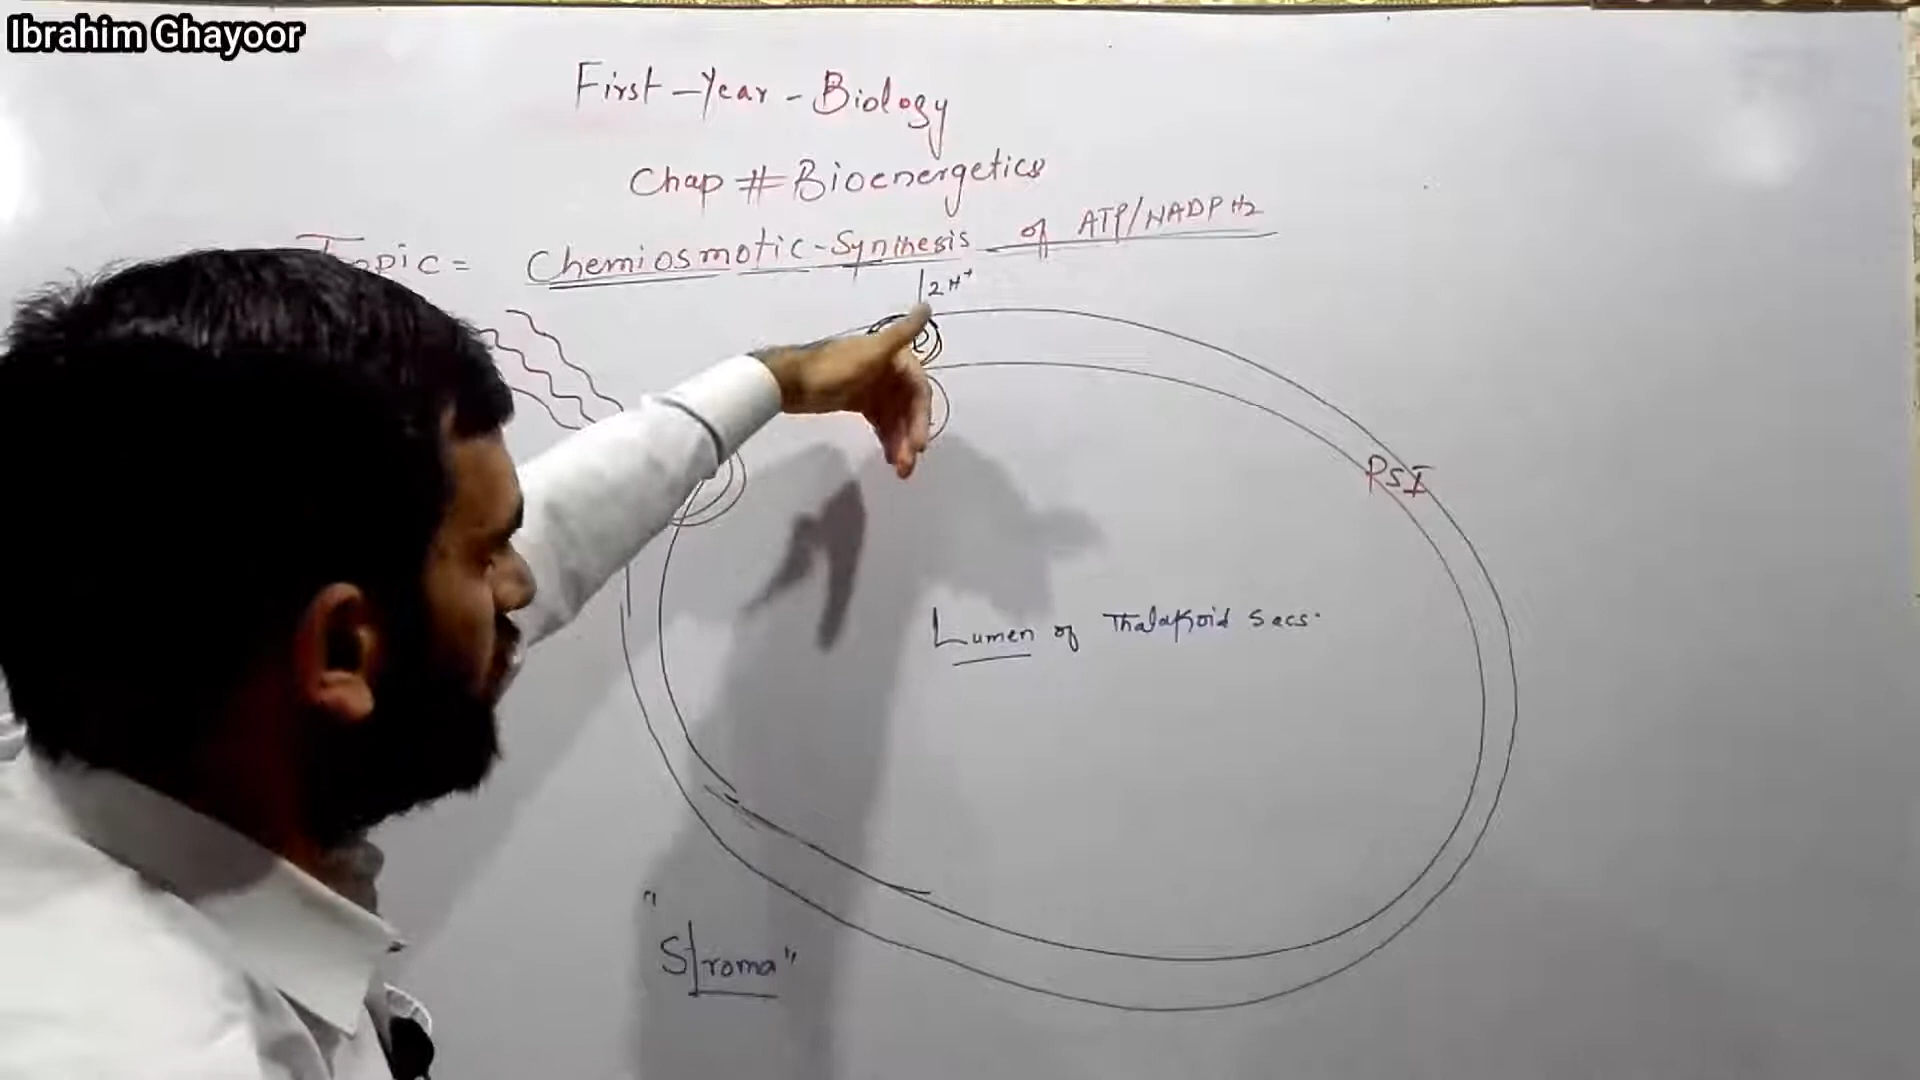 Ibrahim Ghayoor
First-Year-Biology
Chap # Bioenergetics
Topic = Chemiosmotic-Synthesis of ATP/NADPH2
2H+
PSI
Lumen of Thalakoid Sacs.
"Stroma"